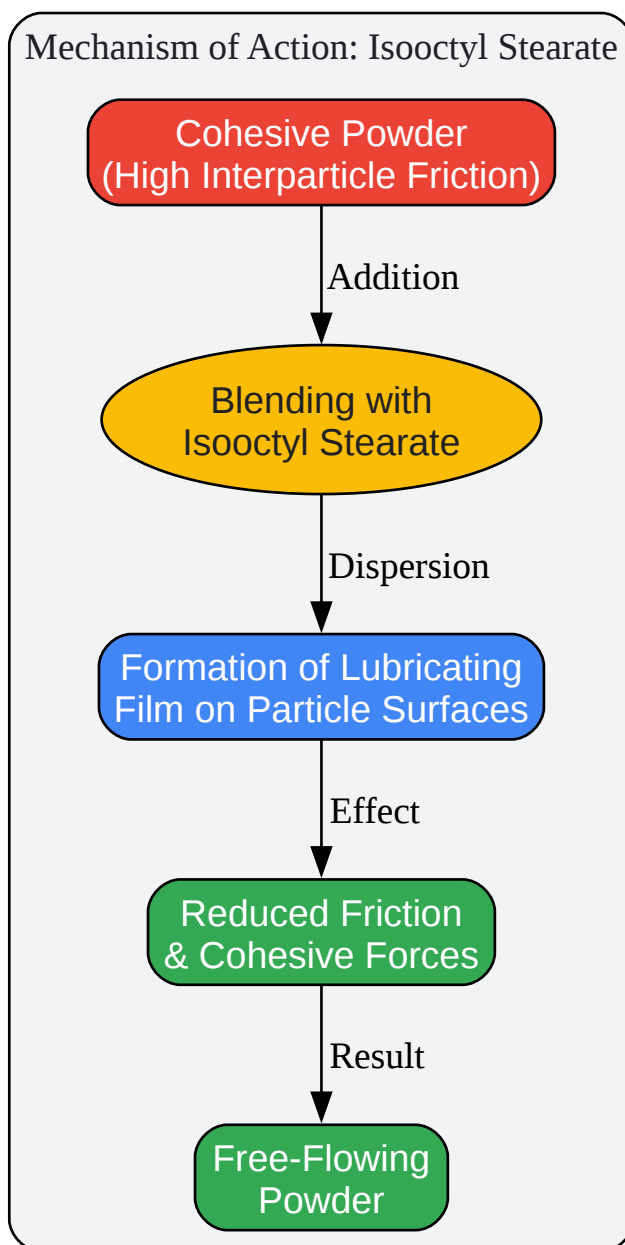 Mechanism of Action: Isooctyl Stearate
Cohesive Powder
(High Interparticle Friction)
Addition
Blending with
Isooctyl Stearate
Dispersion
Formation of Lubricating
Film on Particle Surfaces
Effect
Reduced Friction
& Cohesive Forces
Result
Free-Flowing
Powder